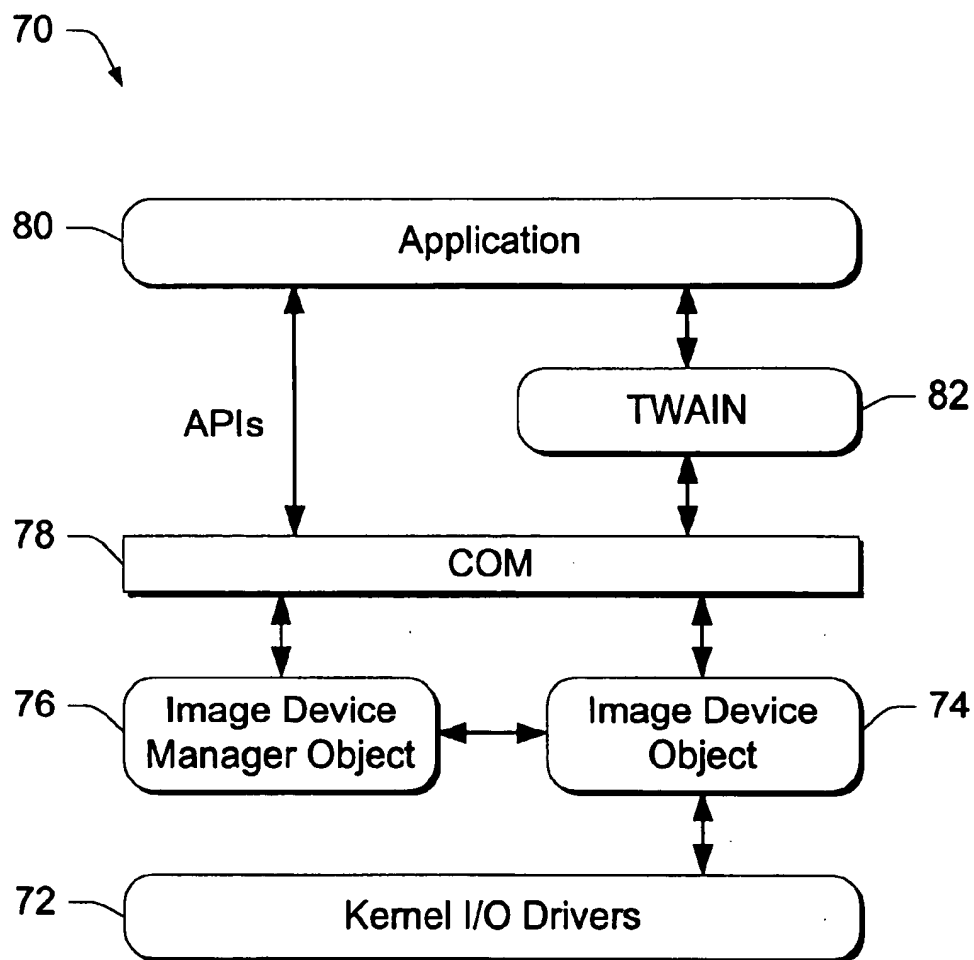 70
80
Application
APIs
TWAIN
82
78
COM
76
Image Device
Manager Object
Image Device
Object
74
72
Kernel I/O Drivers